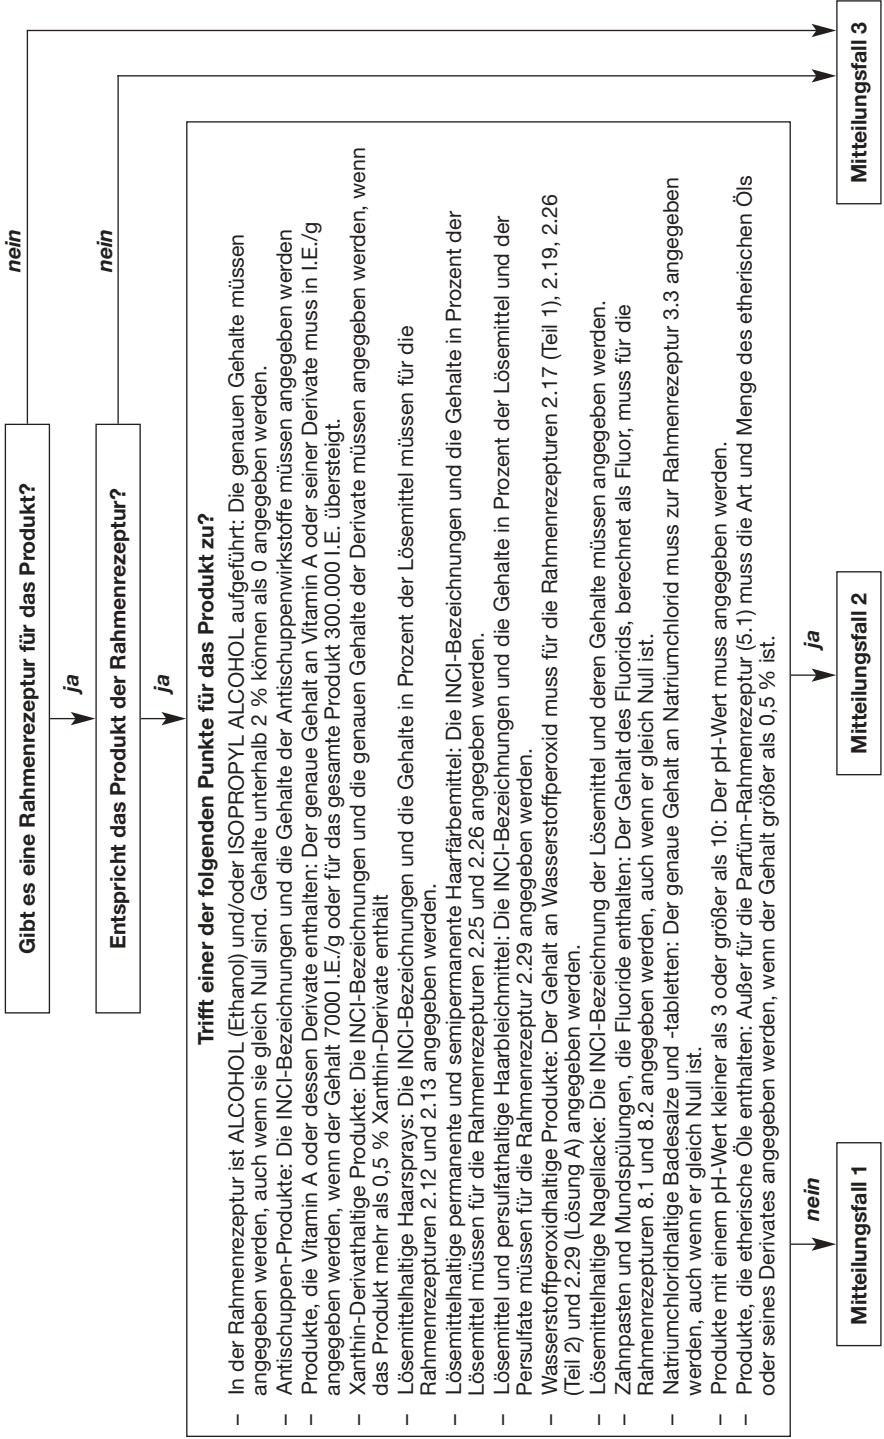 Gibt es eine Rahmenrezeptur für das Produkt?
nein
ja
Entspricht das Produkt der Rahmenrezeptur?
nein
ja
Trifft einer der folgenden Punkte für das Produkt zu?
– In der Rahmenrezeptur ist ALCOHOL (Ethanol) und/oder ISOPROPYL ALCOHOL aufgeführt: Die genauen Gehalte müssen
angegeben werden, auch wenn sie gleich Null sind. Gehalte unterhalb 2 % können als 0 angegeben werden.
– Antischuppen-Produkte: Die INCI-Bezeichnungen und die Gehalte der Antischuppenwirkstoffe müssen angegeben werden
– Produkte, die Vitamin A oder dessen Derivate enthalten: Der genaue Gehalt an Vitamin A oder seiner Derivate muss in I.E./g
angegeben werden, wenn der Gehalt 7000 I.E./g oder für das gesamte Produkt 300.000 I.E. übersteigt.
– Xanthin-Derivathaltige Produkte: Die INCI-Bezeichnungen und die genauen Gehalte der Derivate müssen angegeben werden, wenn
das Produkt mehr als 0,5 % Xanthin-Derivate enthält
– Lösemittelhaltige Haarsprays: Die INCI-Bezeichnungen und die Gehalte in Prozent der Lösemittel müssen für die
Rahmenrezepturen 2.12 und 2.13 angegeben werden.
– Lösemittelhaltige permanente und semipermanente Haarfärbemittel: Die INCI-Bezeichnungen und die Gehalte in Prozent der
Lösemittel müssen für die Rahmenrezepturen 2.25 und 2.26 angegeben werden.
– Lösemittel und persulfathaltige Haarbleichmittel: Die INCI-Bezeichnungen und die Gehalte in Prozent der Lösemittel und der
Persulfate müssen für die Rahmenrezeptur 2.29 angegeben werden.
– Wasserstoffperoxidhaltige Produkte: Der Gehalt an Wasserstoffperoxid muss für die Rahmenrezepturen 2.17 (Teil 1), 2.19, 2.26
(Teil 2) und 2.29 (Lösung A) angegeben werden.
– Lösemittelhaltige Nagellacke: Die INCI-Bezeichnung der Lösemittel und deren Gehalte müssen angegeben werden.
– Zahnpasten und Mundspülungen, die Fluoride enthalten: Der Gehalt des Fluorids, berechnet als Fluor, muss für die
Rahmenrezepturen 8.1 und 8.2 angegeben werden, auch wenn er gleich Null ist.
– Natriumchloridhaltige Badesalze und -tabletten: Der genaue Gehalt an Natriumchlorid muss zur Rahmenrezeptur 3.3 angegeben
werden, auch wenn er gleich Null ist.
– Produkte mit einem pH-Wert kleiner als 3 oder größer als 10: Der pH-Wert muss angegeben werden.
– Produkte, die etherische Öle enthalten: Außer für die Parfüm-Rahmenrezeptur (5.1) muss die Art und Menge des etherischen Öls
oder seines Derivates angegeben werden, wenn der Gehalt größer als 0,5 % ist.
nein
ja
Mitteilungsfall 1
Mitteilungsfall 2
Mitteilungsfall 3